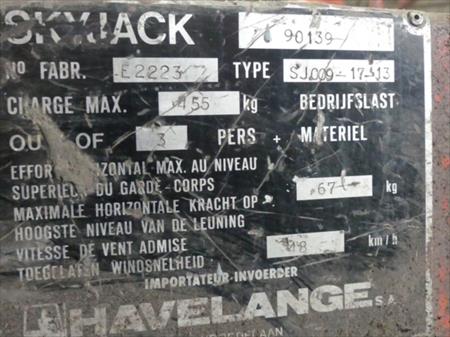 SKYJACK 90139
NO FABR. E2223 TYPE SJ009-17-13
CHARGE MAX. 455 kg BEDRIJFSLAST
OU OF 3 PERS + MATERIEL
EFFORT HORIZONTAL MAX. AU NIVEAU
SUPERIEUR DU GARDE-CORPS 67 kg
MAXIMALE HORIZONTALE KRACHT OP
HOOGSTE NIVEAU VAN DE LEUNING
VITESSE DE VENT ADMISE 48 km/h
TOEGELATEN WINDSNELHEID
IMPORTATEUR-INVOERDER
HAVELANGE S.A.